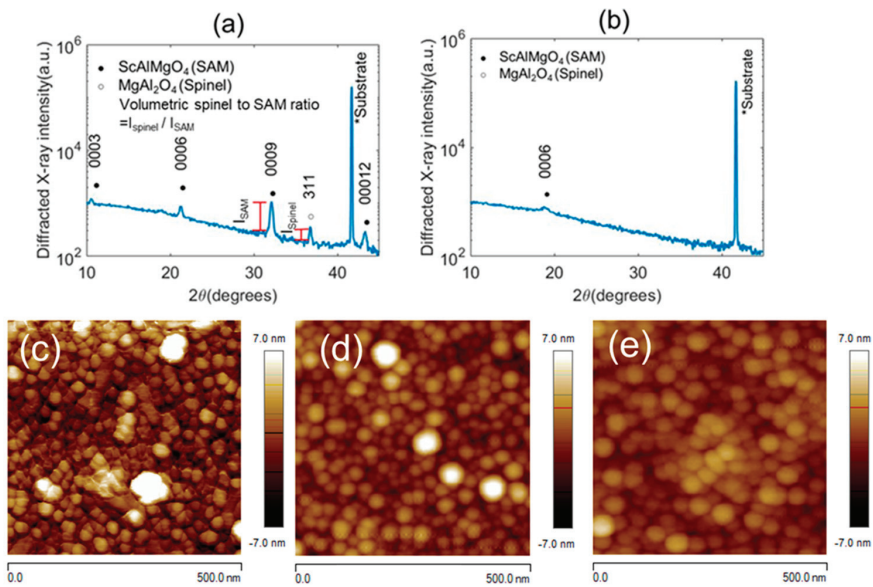 (a)
Diffracted X-ray intensity(a.u.)
10⁶
10⁴
10²
● ScAlMgO₄(SAM)
○ MgAl₂O₄(Spinel)
Volumetric spinel to SAM ratio
=I_spinel / I_SAM
0003
0006
I_SAM
0009
I_Spinel
311
*Substrate
00012
10 20 30 40
2θ(degrees)
(b)
Diffracted X-ray intensity(a.u.)
10⁶
10⁴
10²
● ScAlMgO₄(SAM)
○ MgAl₂O₄(Spinel)
0006
*Substrate
10 20 30 40
2θ(degrees)
(c)
7.0 nm
-7.0 nm
0.0 500.0 nm
(d)
7.0 nm
-7.0 nm
0.0 500.0 nm
(e)
7.0 nm
-7.0 nm
0.0 500.0 nm